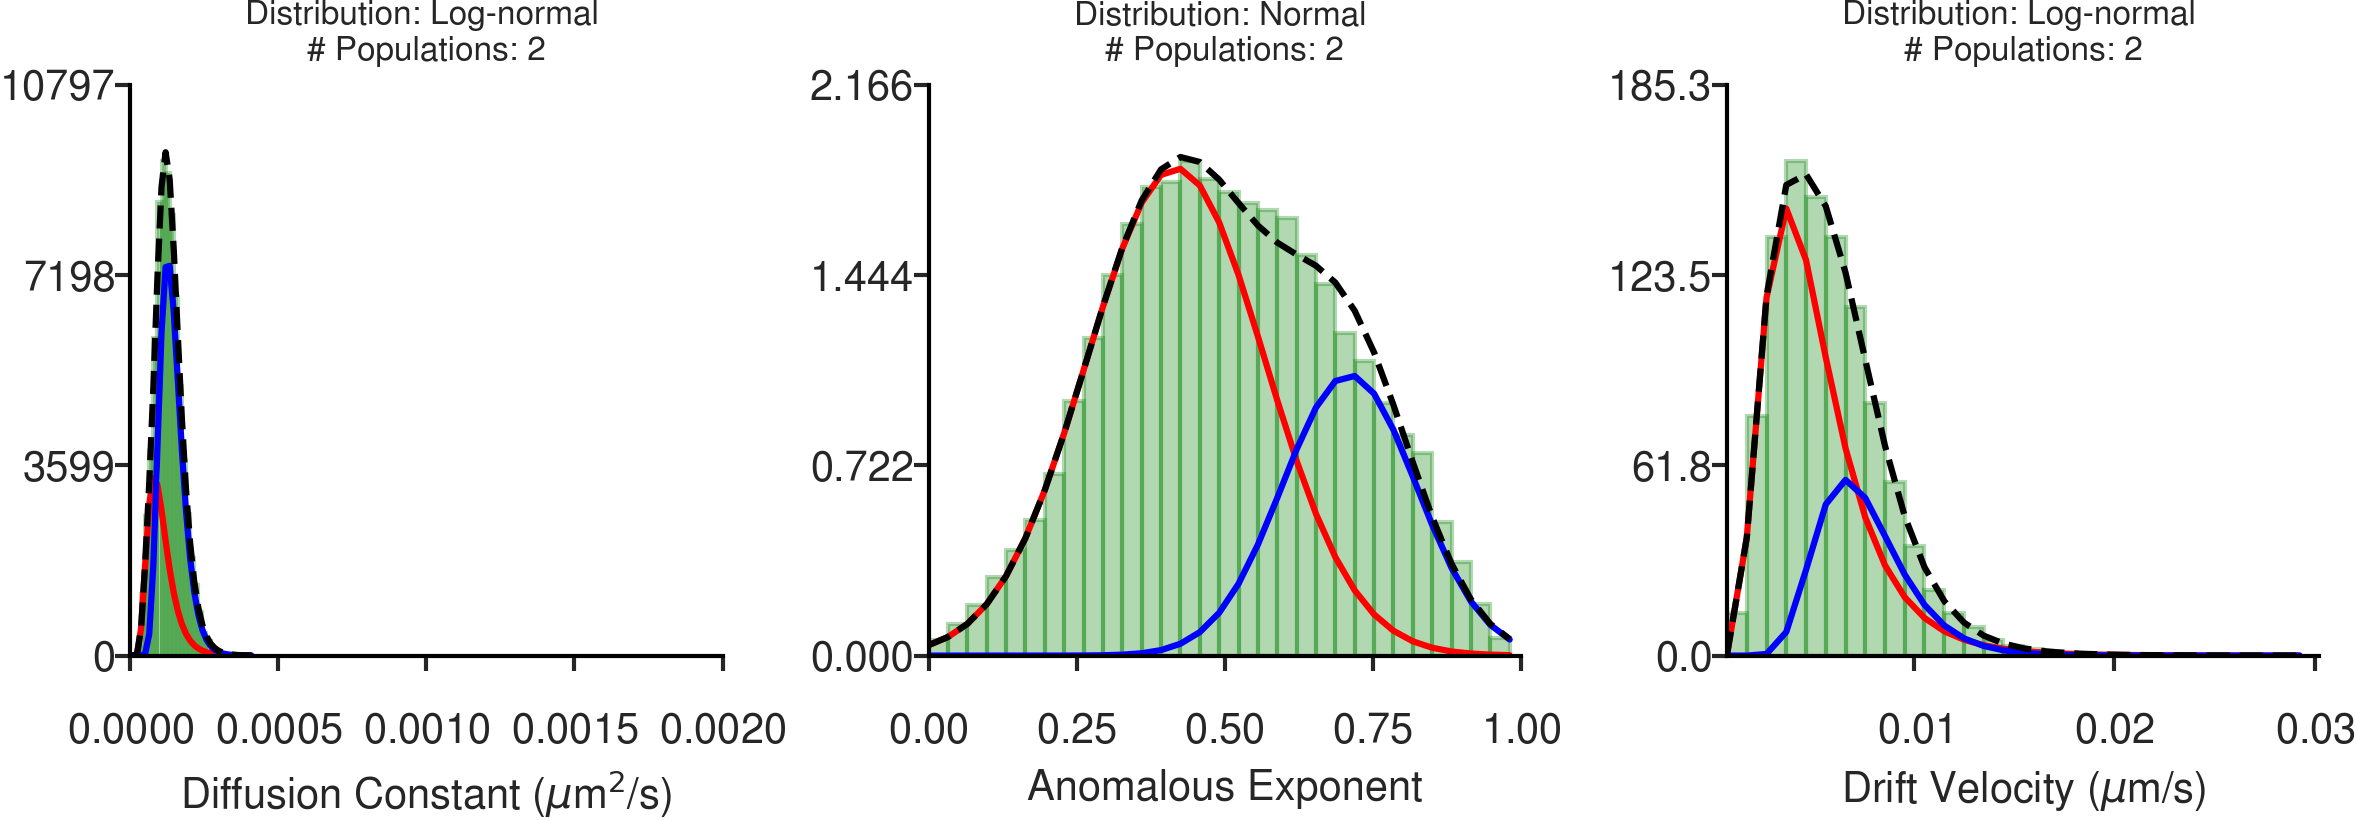 Distribution: Log-normal
# Populations: 2
10797
7198
3599
0
0.0000 0.0005 0.0010 0.0015 0.0020
Diffusion Constant (μm²/s)
Distribution: Normal
# Populations: 2
2.166
1.444
0.722
0.000
0.00 0.25 0.50 0.75 1.00
Anomalous Exponent
Distribution: Log-normal
# Populations: 2
185.3
123.5
61.8
0.0
0.01 0.02 0.03
Drift Velocity (μm/s)